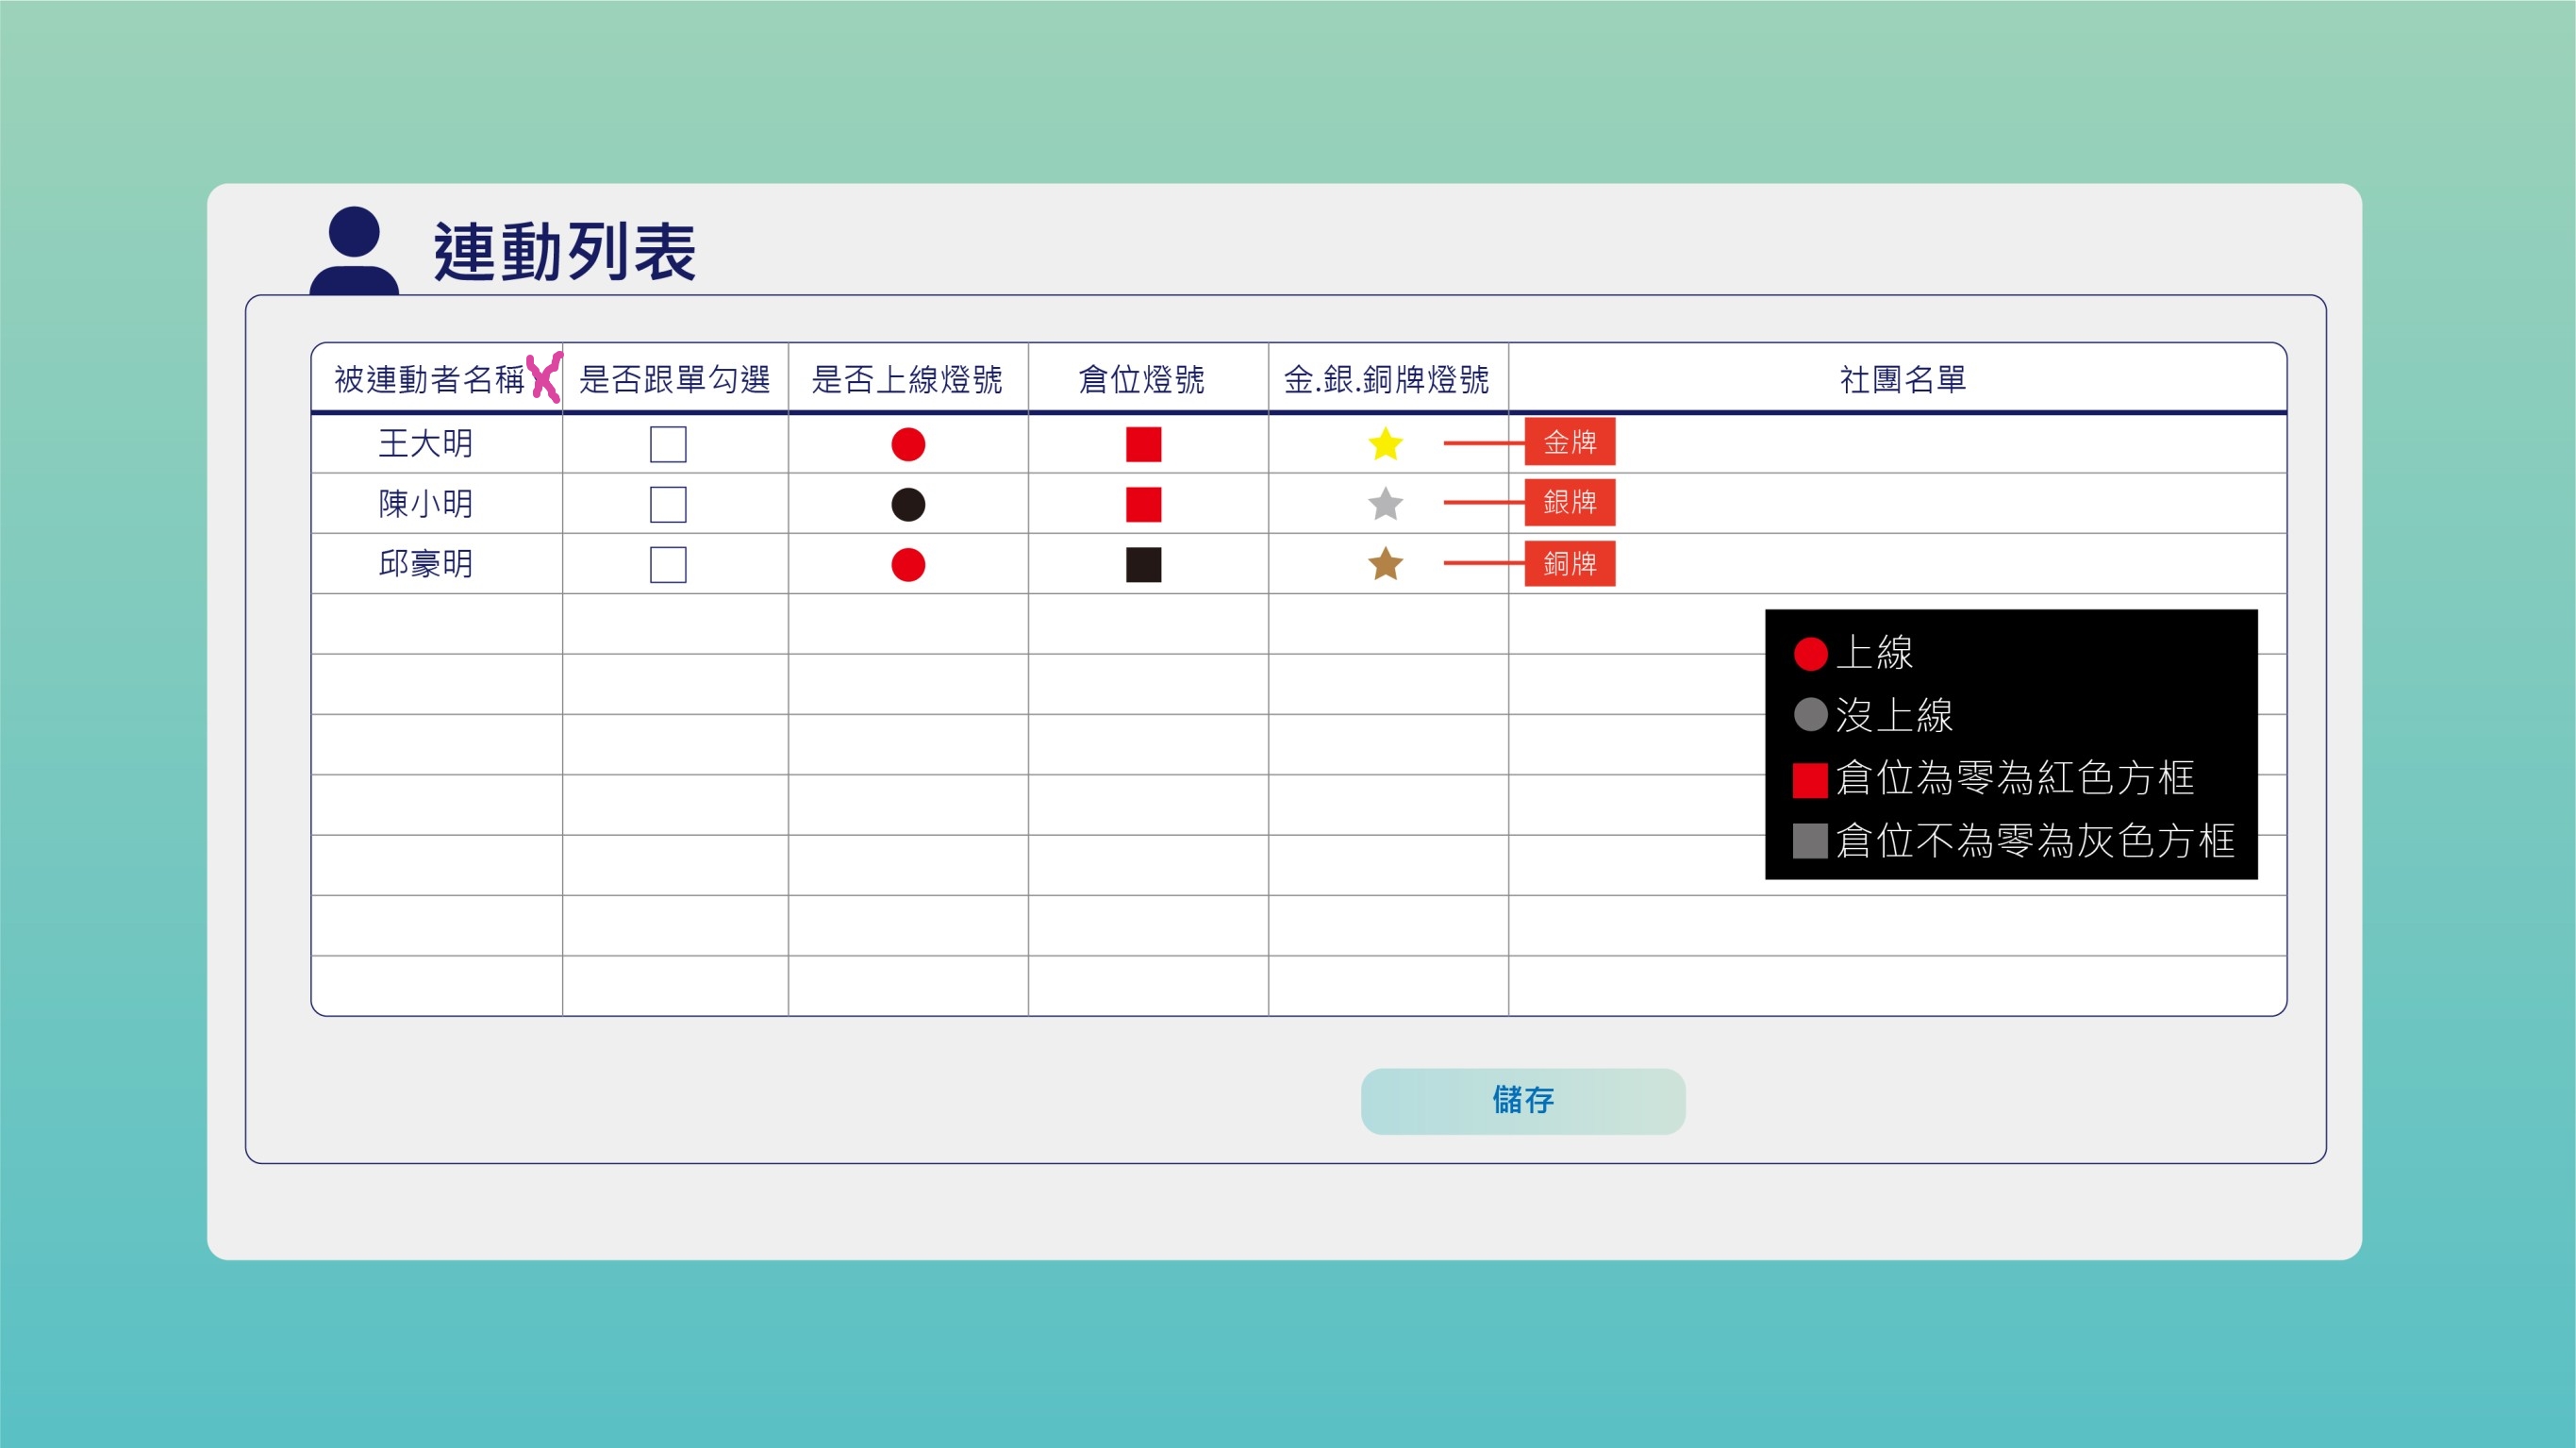 連動列表
被連動者名稱 是否跟單勾選 是否上線燈號 倉位燈號 金.銀.銅牌燈號 社團名單
王大明 金牌
陳小明 銀牌
邱豪明 銅牌
上線
沒上線
倉位為零為紅色方框
倉位不為零為灰色方框
儲存